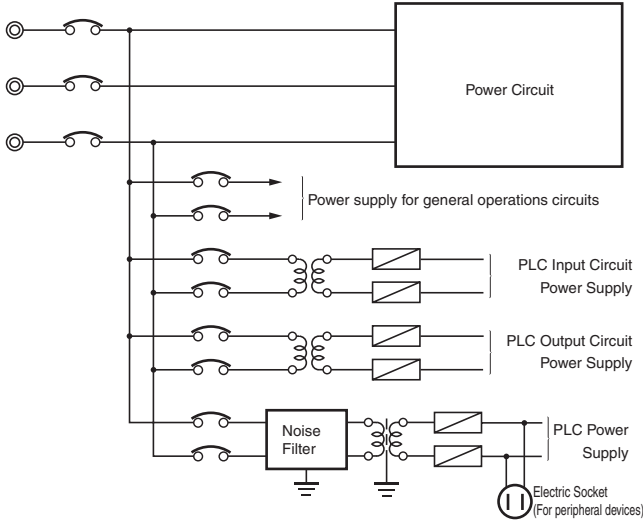 Power Circuit
Power supply for general operations circuits
PLC Input Circuit
Power Supply
PLC Output Circuit
Power Supply
Noise
Filter
PLC Power
Supply
Electric Socket
(For peripheral devices)